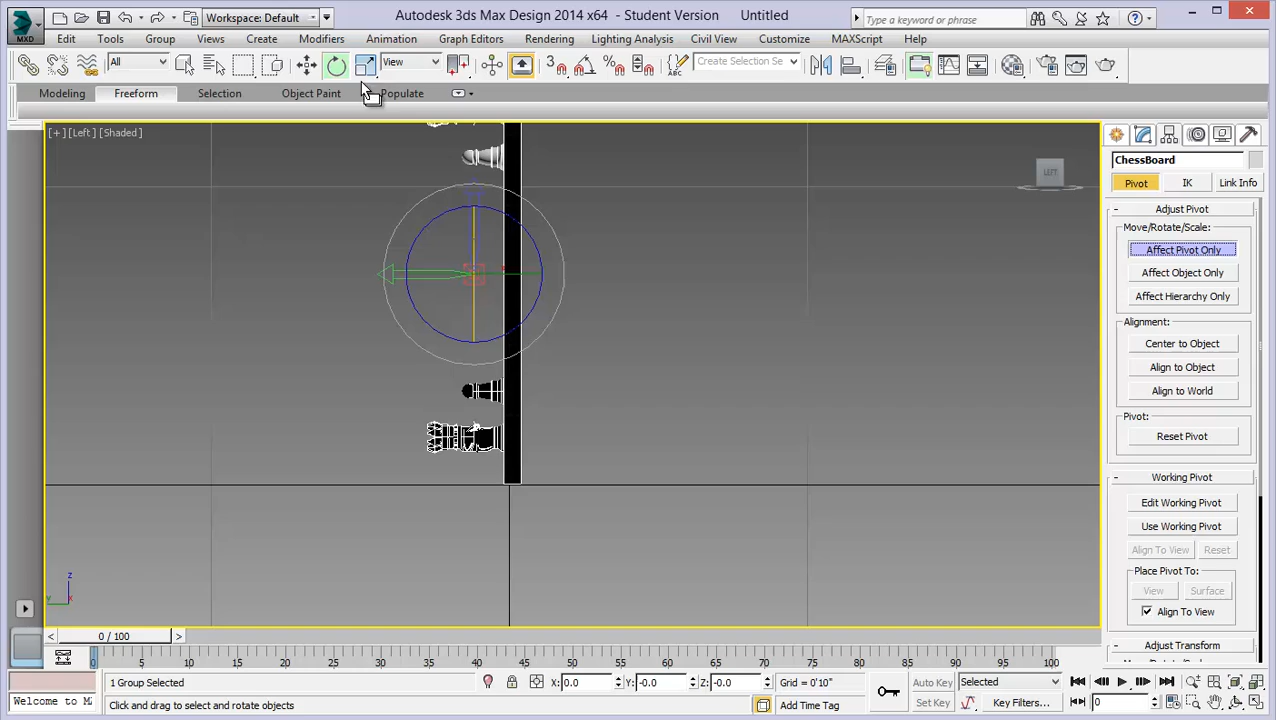 Workspace: Default
Autodesk 3ds Max Design 2014 x64 - Student Version Untitled
Type a keyword or phrase
MXD
Edit Tools Group Views Create Modifiers Animation Graph Editors Rendering Lighting Analysis Civil View Customize MAXScript Help
All View 3 Create Selection Se
Modeling Freeform Selection Object Paint Populate
[+] [Left] [Shaded]
LEFT
ChessBoard
Pivot IK Link Info
- Adjust Pivot
Move/Rotate/Scale:
Affect Pivot Only
Affect Object Only
Affect Hierarchy Only
Alignment:
Center to Object
Align to Object
Align to World
Pivot:
Reset Pivot
- Working Pivot
Edit Working Pivot
Use Working Pivot
Align To View Reset
Place Pivot To:
View Surface
Align To View
- Adjust Transform
z
y x
< 0 / 100 >
0 5 10 15 20 25 30 35 40 45 50 55 60 65 70 75 80 85 90 95 100
1 Group Selected X: 0.0 Y: -0.0 Z: -0.0 Grid = 0'10" Auto Key Selected
Welcome to M Click and drag to select and rotate objects Add Time Tag Set Key Key Filters... 0